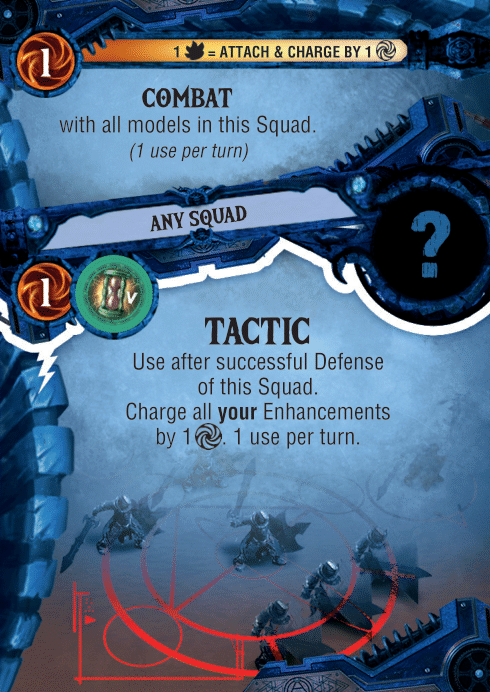 1
1 = ATTACH & CHARGE BY 1
COMBAT
with all models in this Squad.
(1 use per turn)
ANY SQUAD
?
1
V
TACTIC
Use after successful Defense
of this Squad.
Charge all your Enhancements
by 1. 1 use per turn.